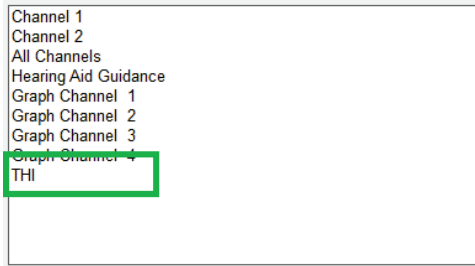 Channel 1
Channel 2
All Channels
Hearing Aid Guidance
Graph Channel 1
Graph Channel 2
Graph Channel 3
Graph Channel 4
THI